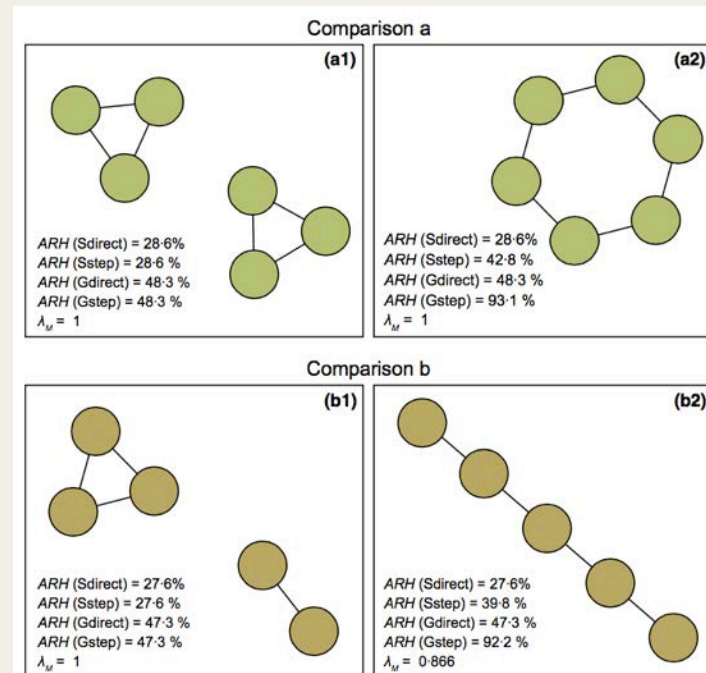 Comparison a
(a1)
ARH (Sdirect) = 28·6%
ARH (Sstep) = 28·6 %
ARH (Gdirect) = 48·3 %
ARH (Gstep) = 48·3 %
λM = 1
(a2)
ARH (Sdirect) = 28·6%
ARH (Sstep) = 42·8 %
ARH (Gdirect) = 48·3 %
ARH (Gstep) = 93·1 %
λM = 1
Comparison b
(b1)
ARH (Sdirect) = 27·6%
ARH (Sstep) = 27·6 %
ARH (Gdirect) = 47·3 %
ARH (Gstep) = 47·3 %
λM = 1
(b2)
ARH (Sdirect) = 27·6%
ARH (Sstep) = 39·8 %
ARH (Gdirect) = 47·3 %
ARH (Gstep) = 92·2 %
λM = 0·866